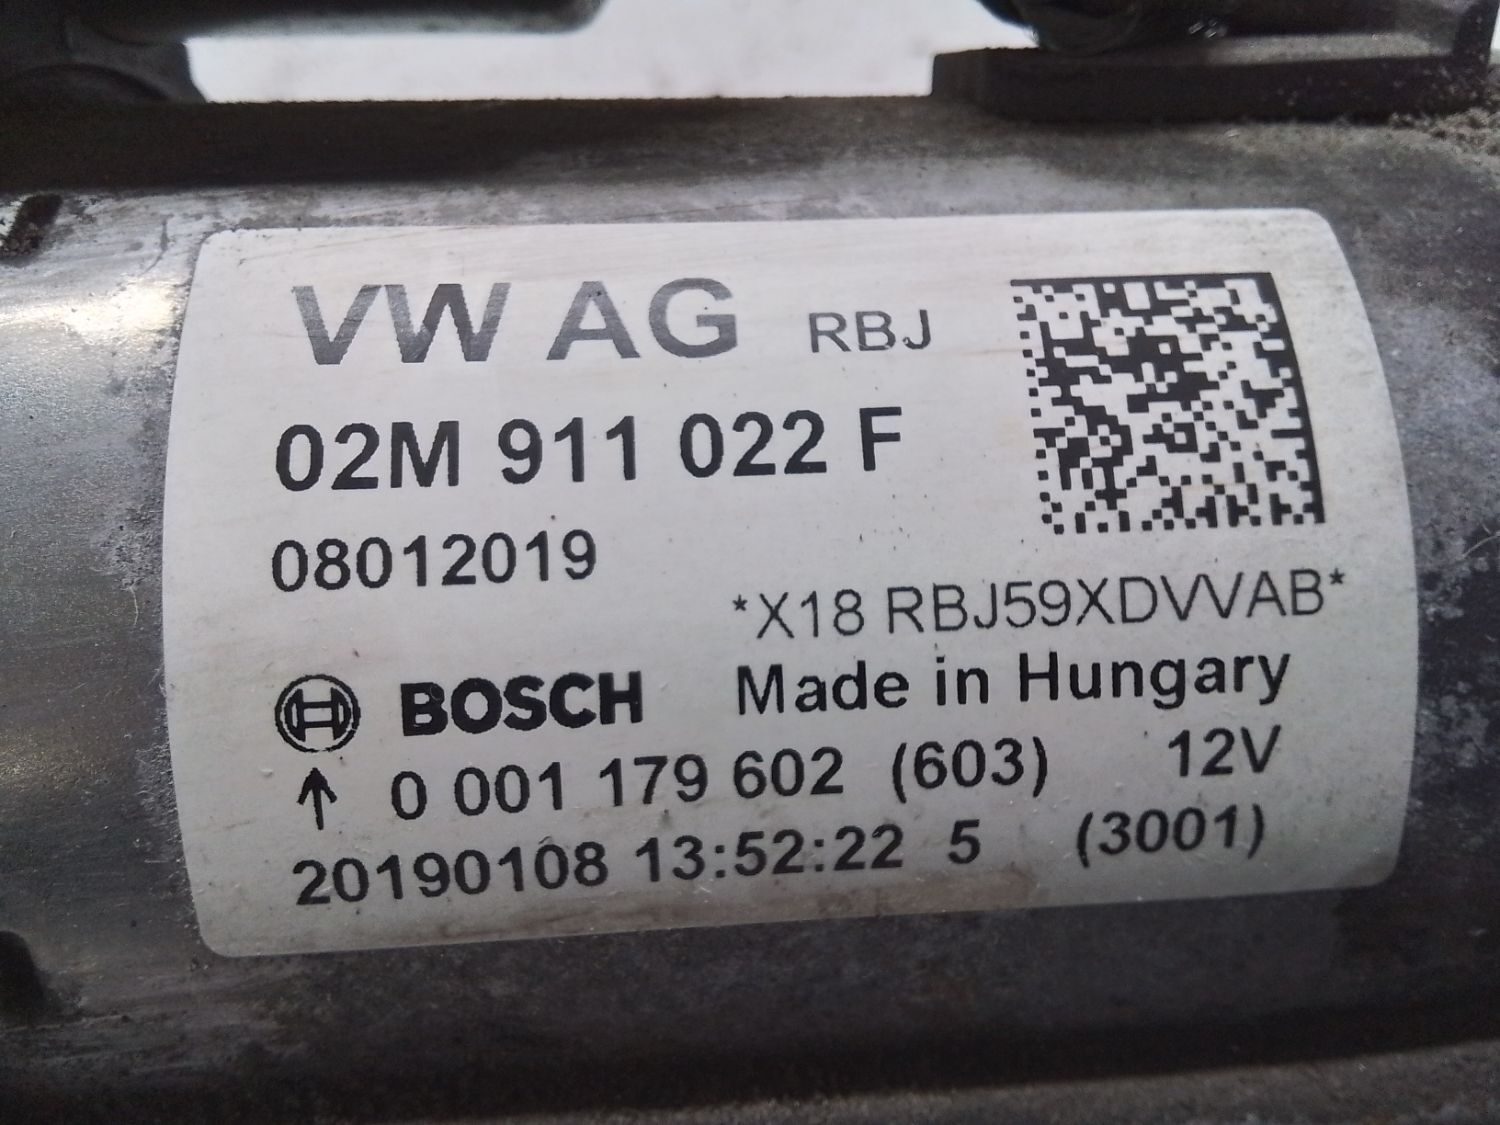 VW AG RBJ
02M 911 022 F
08012019
*X18 RBJ59XDVVAB*
BOSCH Made in Hungary
↑ 0 001 179 602 (603) 12V
20190108 13:52:22 5 (3001)